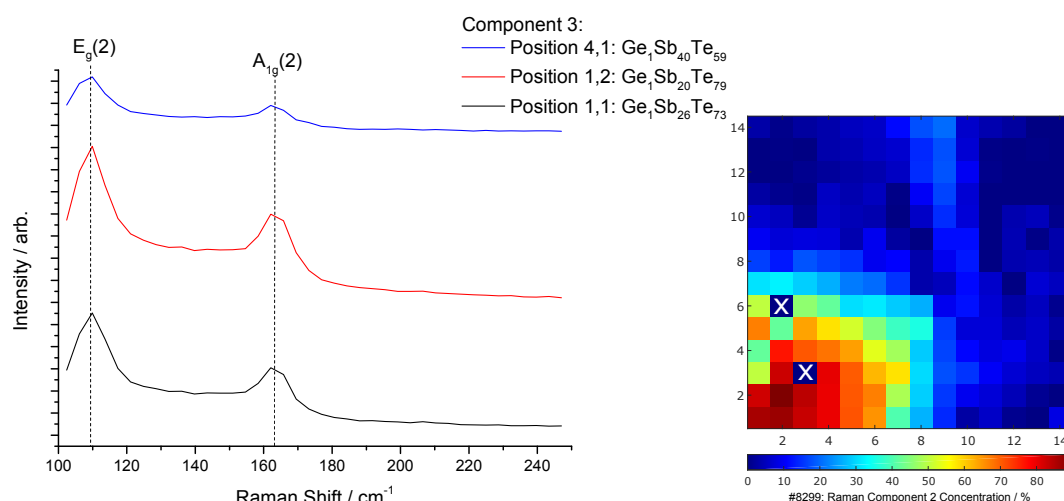 Component 3:
Position 4,1: Ge₁Sb₄₀Te₅₉
Position 1,2: Ge₁Sb₂₀Te₇₉
Position 1,1: Ge₁Sb₂₆Te₇₃
E_g(2)
A_{1g}(2)
Intensity / arb.
100 120 140 160 180 200 220 240
Raman Shift / cm⁻¹
14
12
10
8
6
4
2
X
X
2 4 6 8 10 12 14
0 10 20 30 40 50 60 70 80
#8299: Raman Component 2 Concentration / %